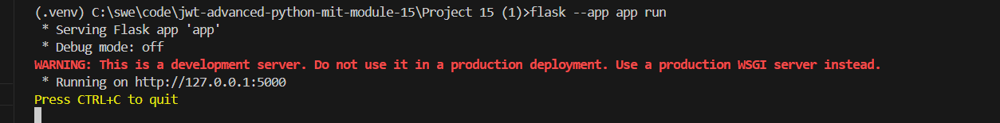 (.venv) C:\swe\code\jwt-advanced-python-mit-module-15\Project 15 (1)>flask --app app run
 * Serving Flask app 'app'
 * Debug mode: off
WARNING: This is a development server. Do not use it in a production deployment. Use a production WSGI server instead.
 * Running on http://127.0.0.1:5000
Press CTRL+C to quit